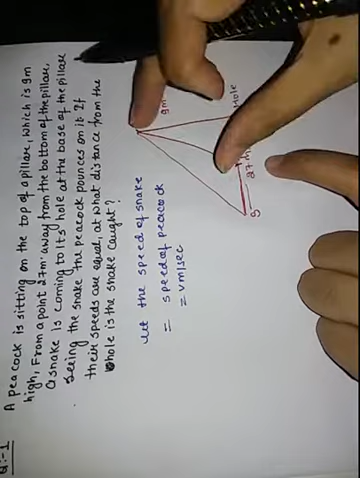 Q:-1
A peacock is sitting on the top of a pillar, which is 9m
high, From a point 27m. away from the bottom of the pillar,
a snake is coming to its' hole at the base of the pillar
Seeing the snake the peacock pounces on it. If
their speeds are equal, at what distance from the
whole is the snake caught?
let the speed of snake
= speed of peacock
= v m/sec
9m
Hole
27m
S